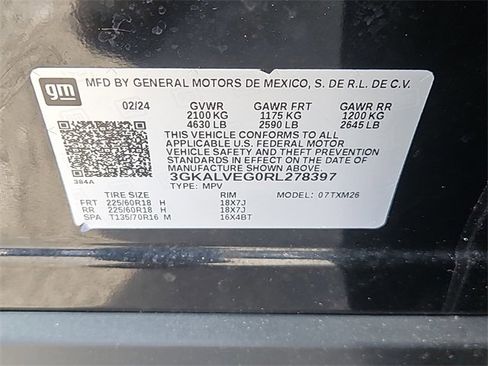 gm
MFD BY GENERAL MOTORS DE MEXICO, S. DE R.L. DE C.V.
02/24 GVWR GAWR FRT GAWR RR
2100 KG 1175 KG 1200 KG
4630 LB 2590 LB 2645 LB
THIS VEHICLE CONFORMS TO ALL
APPLICABLE U.S. FEDERAL MOTOR
VEHICLE SAFETY AND THEFT PREVENTION
STANDARDS IN EFFECT ON THE DATE OF
MANUFACTURE SHOWN ABOVE.
3GKALVEG0RL278397
384A TYPE: MPV
TIRE SIZE RIM MODEL: 07TXM26
FRT 225/60R18 H 18X7J
RR 225/60R18 H 18X7J
SPA T135/70R16 M 16X4BT